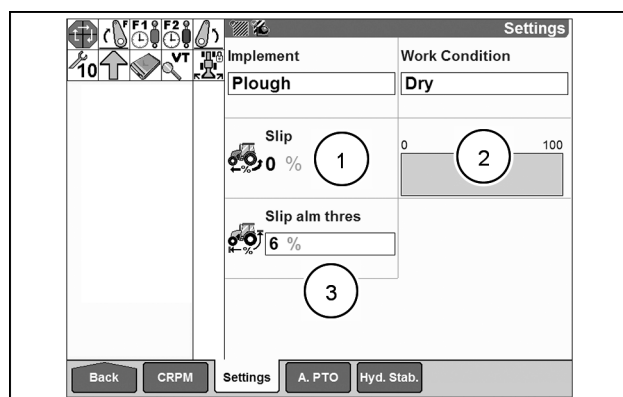 F F1 F2
Settings
10 VT
Implement Work Condition
Plough Dry
Slip
0 %
1
0 100
2
Slip alm thres
6 %
%
%
3
Back CRPM Settings A. PTO Hyd. Stab.